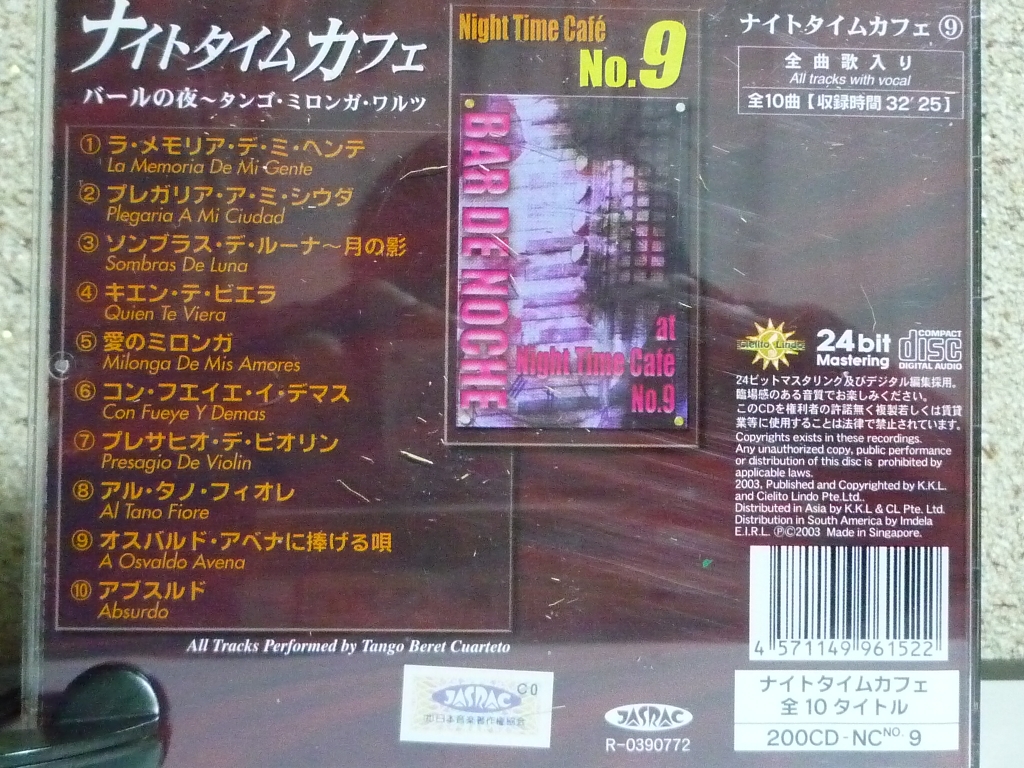 ナイトタイムカフェ
バールの夜～タンゴ・ミロンガ・ワルツ
① ラ・メモリア・デ・ミ・ヘンテ
La Memoria De Mi Gente
② プレガリア・ア・ミ・シウダ
Plegaria A Mi Ciudad
③ ソンブラス・デ・ルーナ～月の影
Sombras De Luna
④ キエン・テ・ビエラ
Quien Te Viera
⑤ 愛のミロンガ
Milonga De Mis Amores
⑥ コン・フエイエ・イ・デマス
Con Fueye Y Demas
⑦ プレサヒオ・デ・ビオリン
Presagio De Violin
⑧ アル・タノ・フィオレ
Al Tano Fiore
⑨ オスバルド・アベナに捧げる唄
A Osvaldo Avena
⑩ アブスルド
Absurdo
All Tracks Performed by Tango Beret Cuarteto
Night Time Café
No.9
BAR DE NOCHE
at
Night Time Café
No.9
ナイトタイムカフェ ⑨
全曲歌入り
All tracks with vocal
全10曲【収録時間 32'25】
Cielito Lindo
24bit
Mastering
COMPACT
disc
DIGITAL AUDIO
24ビットマスタリング及びデジタル編集採用。
臨場感のある音質でお楽しみください。
このCDを権利者の許諾無く複製若しくは賃貸
業等に使用することは法律で禁止されています。
Copyrights exists in these recordings.
Any unauthorized copy, public performance
or distribution of this disc is prohibited by
applicable laws.
2003, Published and Copyrighted by K.K.L.
and Cielito Lindo Pte.Ltd..
Distributed in Asia by K.K.L & CL Pte. Ltd.
Distribution in South America by Imdela
E.I.R.L. ℗©2003 Made in Singapore.
4 571149 961522
ナイトタイムカフェ
全10タイトル
200CD-NC NO. 9
JASRAC
CO
日本音楽著作権協会
JASRAC
R-0390772